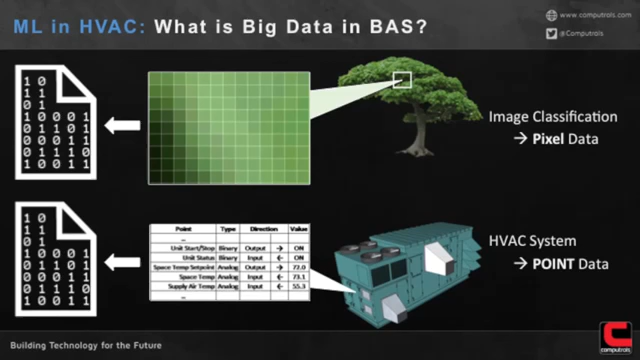 ML in HVAC: What is Big Data in BAS?
www.computrols.com
@Computrols
1 0
1 1
0 1
1 0 0 0 1
0 1 1 0 1
0 0 0 1 1
0 1 1 1 0
1 0 0 1 1
Image Classification
→ Pixel Data
1 0
1 1
0 1
1 0 0 0 1
0 1 1 0 1
0 0 0 1 1
0 1 1 1 0
1 0 0 1 1
Point Type Direction Value
...
Unit Start/Stop Binary Output → ON
Unit Status Binary Input ← ON
Space Temp Setpoint Analog Output → 72.0
Space Temp Analog Input ← 73.1
Supply Air Temp Analog Input ← 55.3
...
HVAC System
→ POINT Data
Building Technology for the Future
computrols